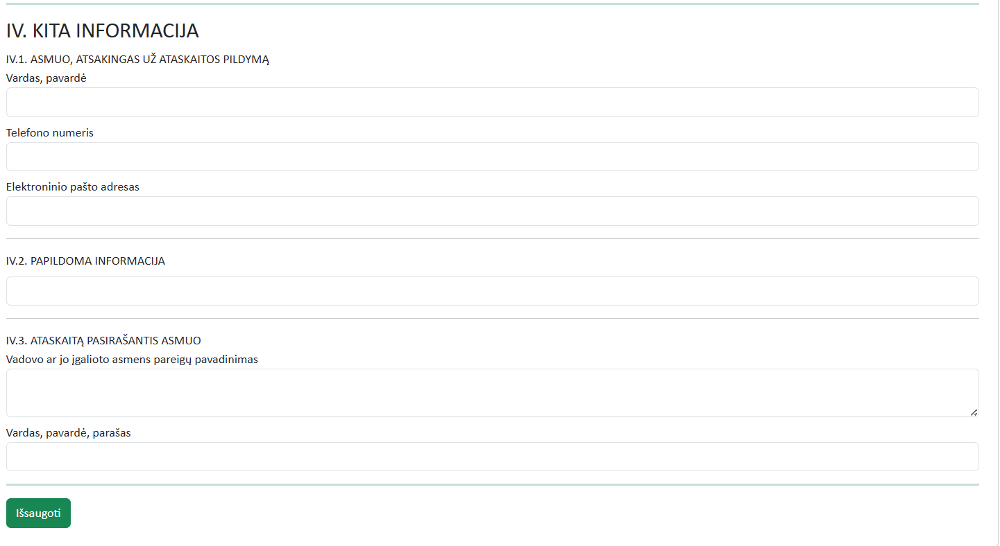 IV. KITA INFORMACIJA
IV.1. ASMUO, ATSAKINGAS UŽ ATASKAITOS PILDYMĄ
Vardas, pavardė
Telefono numeris
Elektroninio pašto adresas
IV.2. PAPILDOMA INFORMACIJA
IV.3. ATASKAITĄ PASIRAŠANTIS ASMUO
Vadovo ar jo įgalioto asmens pareigų pavadinimas
Vardas, pavardė, parašas
Išsaugoti